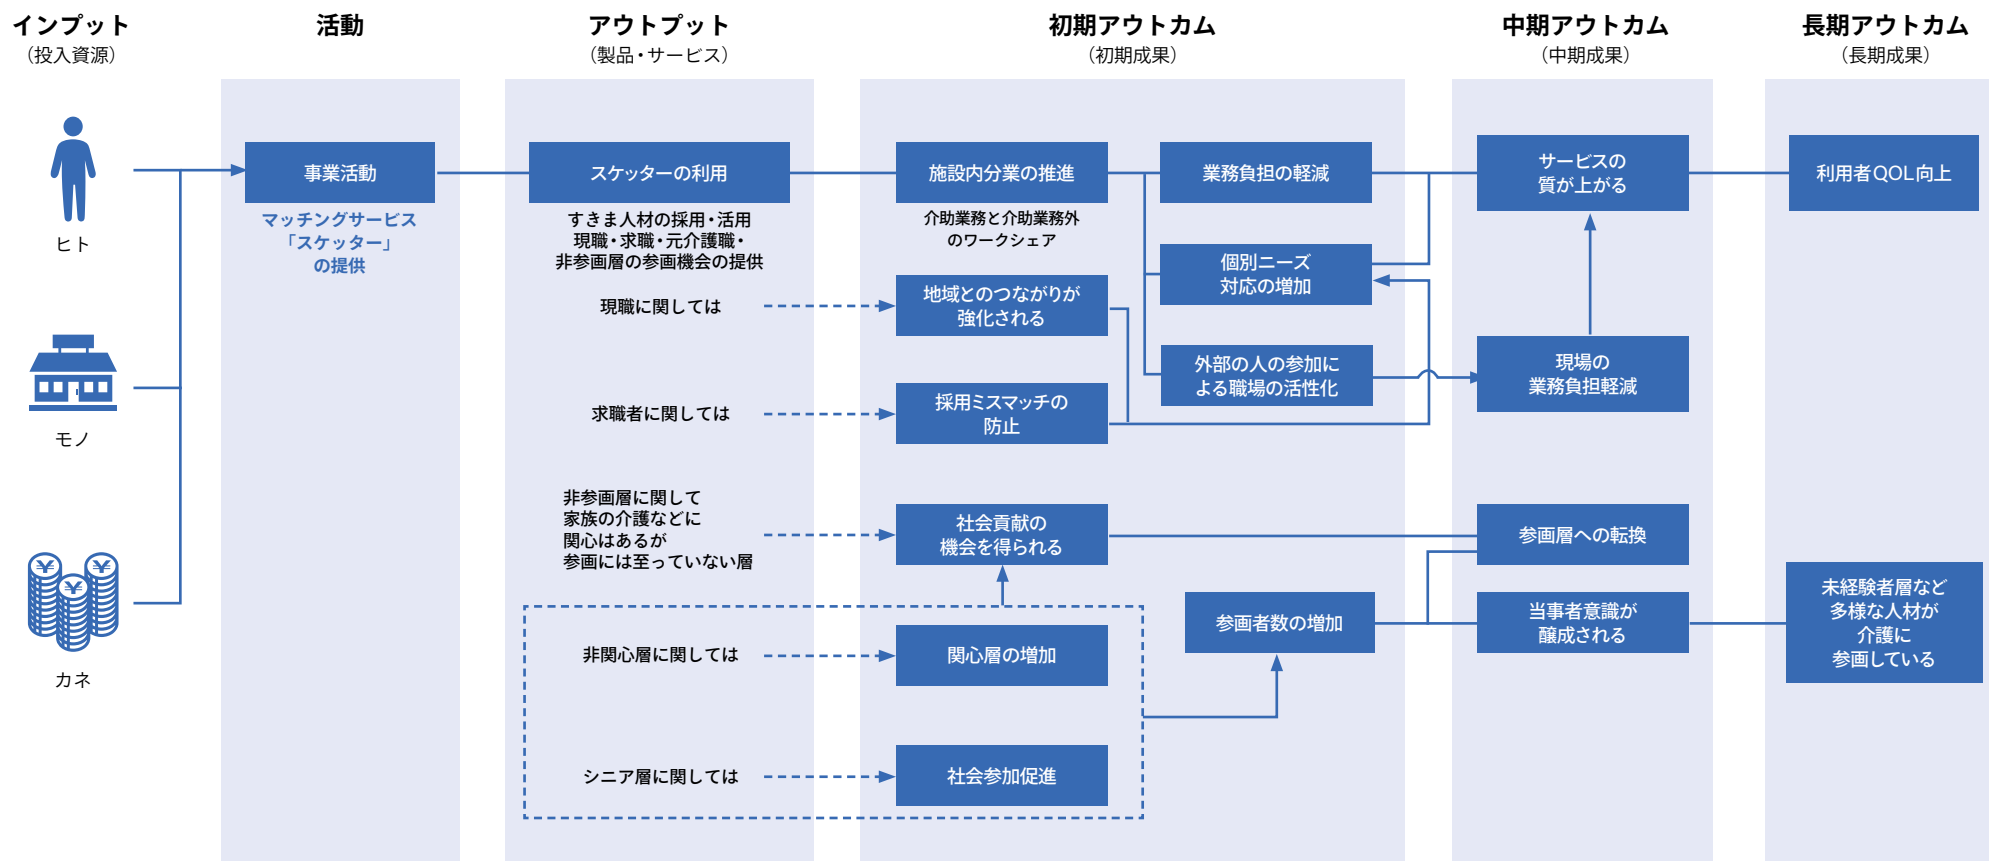 インプット
（投入資源）
活動
アウトプット
（製品・サービス）
初期アウトカム
（初期成果）
中期アウトカム
（中期成果）
長期アウトカム
（長期成果）
ヒト
モノ
¥
¥
¥
カネ
事業活動
マッチングサービス
「スケッター」
の提供
スケッターの利用
すきま人材の採用・活用
現職・求職・元介護職・
非参画層の参画機会の提供
現職に関しては
求職者に関しては
非参画層に関して
家族の介護などに
関心はあるが
参画には至っていない層
非関心層に関しては
シニア層に関しては
施設内分業の推進
介助業務と介助業務外
のワークシェア
地域とのつながりが
強化される
採用ミスマッチの
防止
社会貢献の
機会を得られる
関心層の増加
社会参加促進
業務負担の軽減
個別ニーズ
対応の増加
外部の人の参加に
よる職場の活性化
参画者数の増加
サービスの
質が上がる
現場の
業務負担軽減
参画層への転換
当事者意識が
醸成される
利用者QOL向上
未経験者層など
多様な人材が
介護に
参画している